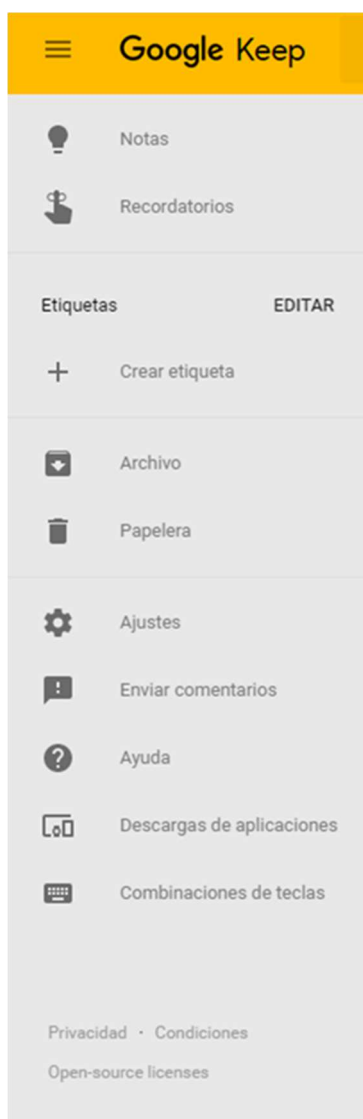 Google Keep
Notas
Recordatorios
Etiquetas EDITAR
Crear etiqueta
Archivo
Papelera
Ajustes
Enviar comentarios
Ayuda
Descargas de aplicaciones
Combinaciones de teclas
Privacidad · Condiciones
Open-source licenses